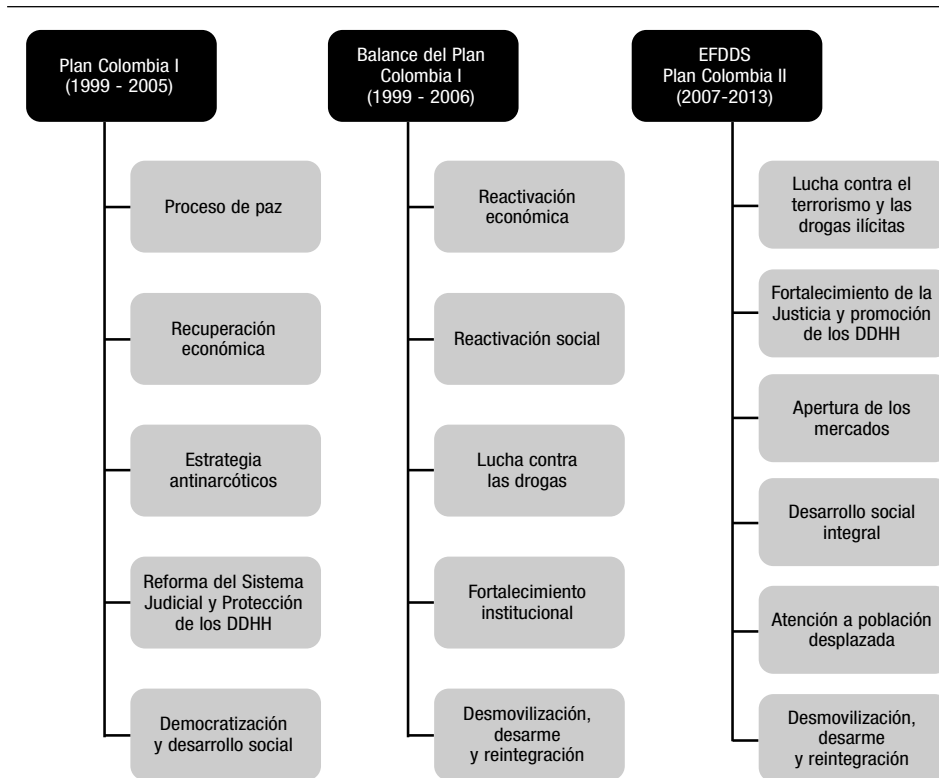 Plan Colombia I
(1999 - 2005)
Proceso de paz
Recuperación
económica
Estrategia
antinarcóticos
Reforma del Sistema
Judicial y Protección
de los DDHH
Democratización
y desarrollo social
Balance del Plan
Colombia I
(1999 - 2006)
Reactivación
económica
Reactivación social
Lucha contra
las drogas
Fortalecimiento
institucional
Desmovilización,
desarme
y reintegración
EFDDS
Plan Colombia II
(2007-2013)
Lucha contra el
terrorismo y las
drogas ilícitas
Fortalecimiento de la
Justicia y promoción
de los DDHH
Apertura de los
mercados
Desarrollo social
integral
Atención a población
desplazada
Desmovilización,
desarme
y reintegración